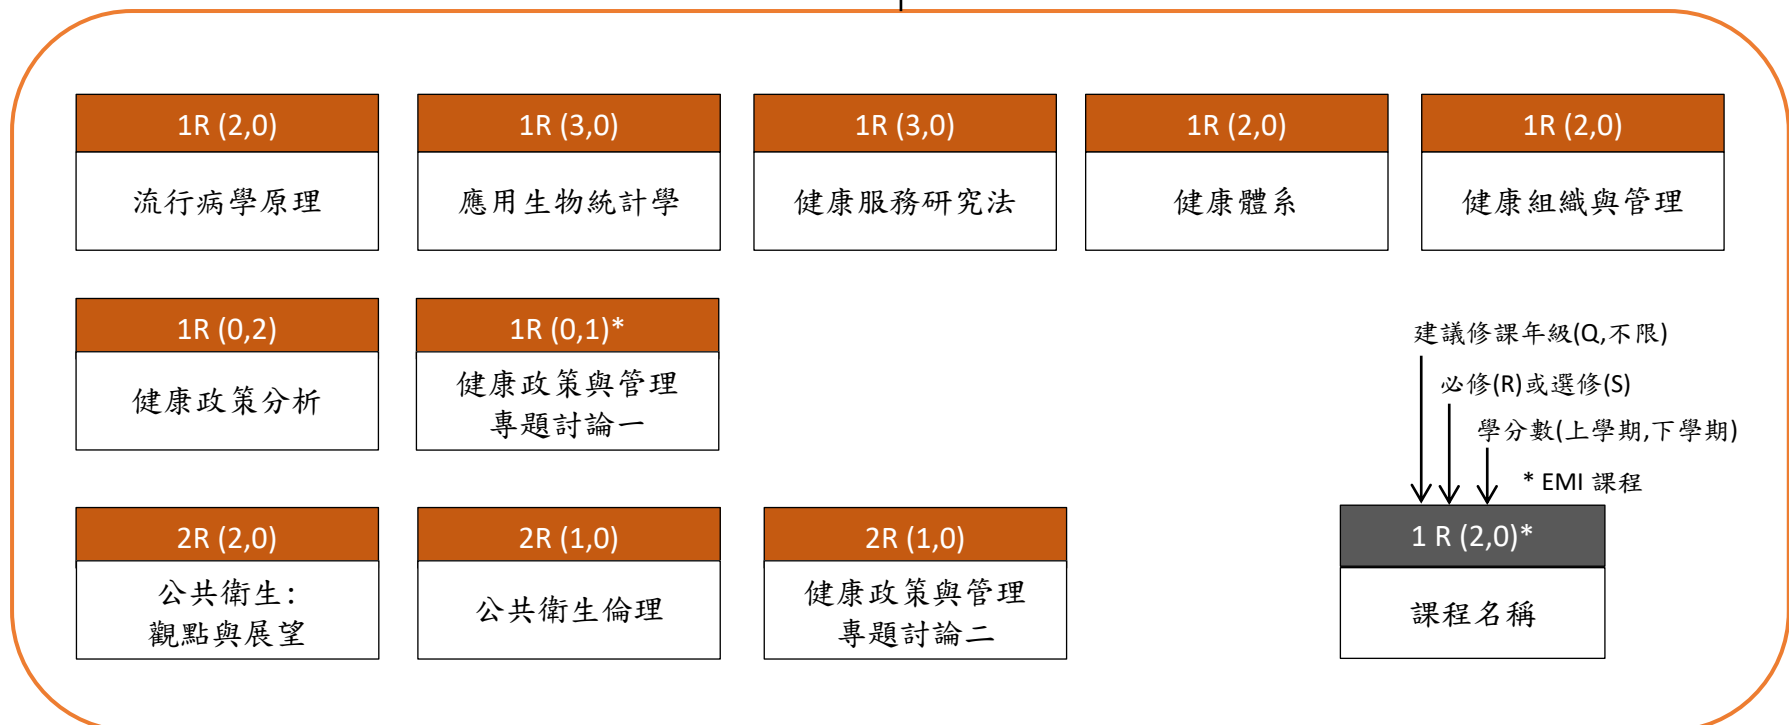 1R (2,0)
流行病學原理
1R (3,0)
應用生物統計學
1R (3,0)
健康服務研究法
1R (2,0)
健康體系
1R (2,0)
健康組織與管理
1R (0,2)
健康政策分析
1R (0,1)*
健康政策與管理
專題討論一
建議修課年級(Q,不限)
必修(R)或選修(S)
學分數(上學期,下學期)
* EMI 課程
2R (2,0)
公共衛生:
觀點與展望
2R (1,0)
公共衛生倫理
2R (1,0)
健康政策與管理
專題討論二
1 R (2,0)*
課程名稱